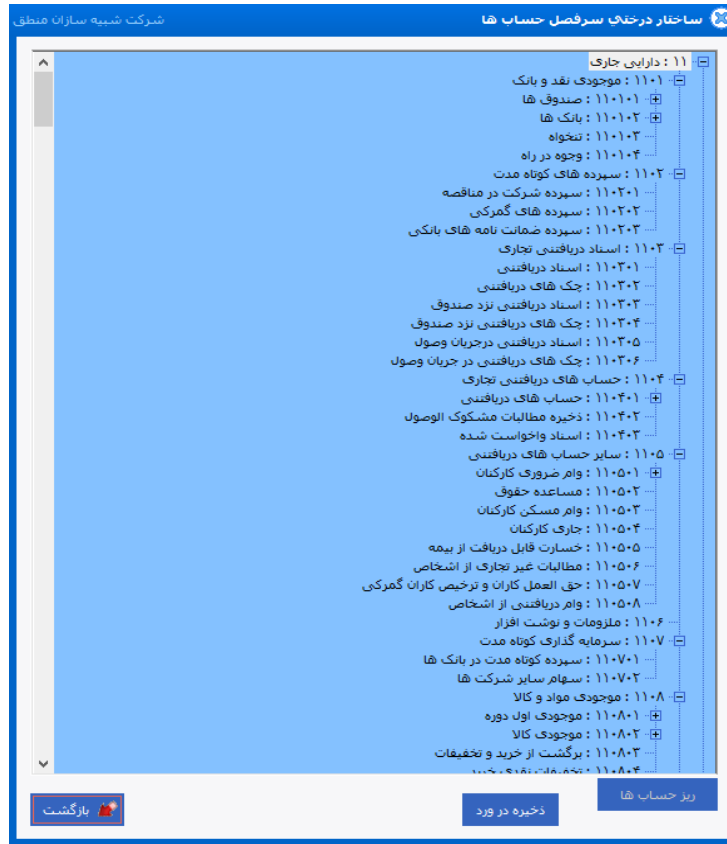 ساختار درختي سرفصل حساب ها
شرکت شبیه سازان منطق
۱۱ : دارایی جاری
۱۱۰۱ : موجودی نقد و بانک
۱۱۰۱۰۱ : صندوق ها
۱۱۰۱۰۲ : بانک ها
۱۱۰۱۰۳ : تنخواه
۱۱۰۱۰۴ : وجوه در راه
۱۱۰۲ : سپرده های کوتاه مدت
۱۱۰۲۰۱ : سپرده شرکت در مناقصه
۱۱۰۲۰۲ : سپرده های گمرکی
۱۱۰۲۰۳ : سپرده ضمانت نامه های بانکی
۱۱۰۳ : اسناد دریافتنی تجاری
۱۱۰۳۰۱ : اسناد دریافتنی
۱۱۰۳۰۲ : چک های دریافتنی
۱۱۰۳۰۳ : اسناد دریافتنی نزد صندوق
۱۱۰۳۰۴ : چک های دریافتنی نزد صندوق
۱۱۰۳۰۵ : اسناد دریافتنی درجریان وصول
۱۱۰۳۰۶ : چک های دریافتنی در جریان وصول
۱۱۰۴ : حساب های دریافتنی تجاری
۱۱۰۴۰۱ : حساب های دریافتنی
۱۱۰۴۰۲ : ذخیره مطالبات مشکوک الوصول
۱۱۰۴۰۳ : اسناد واخواست شده
۱۱۰۵ : سایر حساب های دریافتنی
۱۱۰۵۰۱ : وام ضروری کارکنان
۱۱۰۵۰۲ : مساعده حقوق
۱۱۰۵۰۳ : وام مسکن کارکنان
۱۱۰۵۰۴ : جاری کارکنان
۱۱۰۵۰۵ : خسارت قابل دریافت از بیمه
۱۱۰۵۰۶ : مطالبات غیر تجاری از اشخاص
۱۱۰۵۰۷ : حق العمل کاران و ترخیص کاران گمرکی
۱۱۰۵۰۸ : وام دریافتنی از اشخاص
۱۱۰۶ : ملزومات و نوشت افزار
۱۱۰۷ : سرمایه گذاری کوتاه مدت
۱۱۰۷۰۱ : سپرده کوتاه مدت در بانک ها
۱۱۰۷۰۲ : سهام سایر شرکت ها
۱۱۰۸ : موجودی مواد و کالا
۱۱۰۸۰۱ : موجودی اول دوره
۱۱۰۸۰۲ : موجودی کالا
۱۱۰۸۰۳ : برگشت از خرید و تخفیفات
۱۱۰۸۰۴ : تخفیفات نقدی خرید
ریز حساب ها
ذخیره در ورد
بازگشت